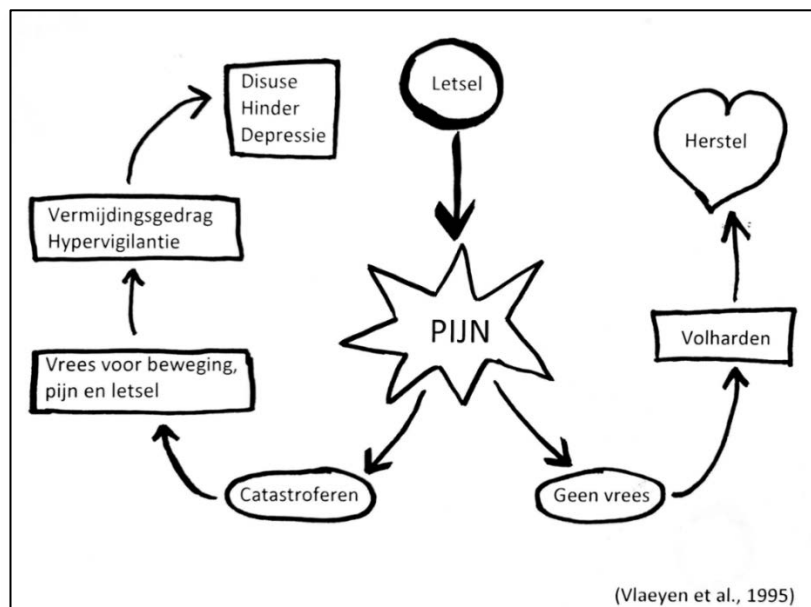 Disuse
Hinder
Depressie
Letsel
Herstel
Vermijdingsgedrag
Hypervigilantie
PIJN
Volharden
Vrees voor beweging,
pijn en letsel
Catastroferen
Geen vrees
(Vlaeyen et al., 1995)